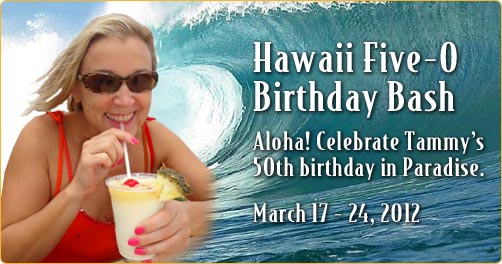 Hawaii Five-O
Birthday Bash
Aloha! Celebrate Tammy's
50th birthday in Paradise.
March 17 - 24, 2012